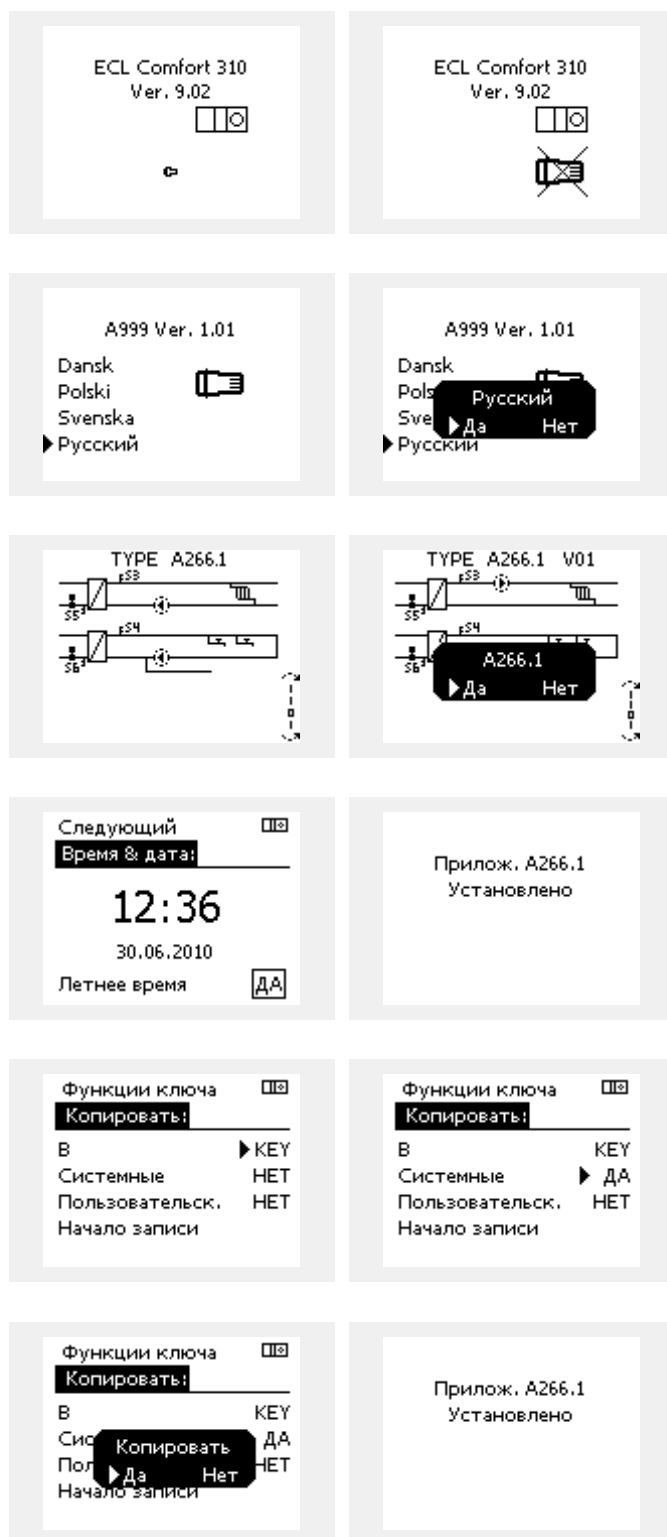 ECL Comfort 310
Ver. 9.02
ECL Comfort 310
Ver. 9.02
A999 Ver. 1.01
Dansk
Polski
Svenska
Русский
A999 Ver. 1.01
Dansk
Pols
Sve
Русский
Русский
Да Нет
TYPE A266.1
S3
S5
S4
S6
TYPE A266.1 V01
S3
S5
S4
S6
A266.1
Да Нет
Следующий
Время & дата:
12:36
30.06.2010
Летнее время ДА
Прилож. A266.1
Установлено
Функции ключа
Копировать:
В KEY
Системные НЕТ
Пользовательск. НЕТ
Начало записи
Функции ключа
Копировать:
В KEY
Системные ДА
Пользовательск. НЕТ
Начало записи
Функции ключа
Копировать:
В KEY
Сис ДА
Пол НЕТ
Начало записи
Копировать
Да Нет
Прилож. A266.1
Установлено